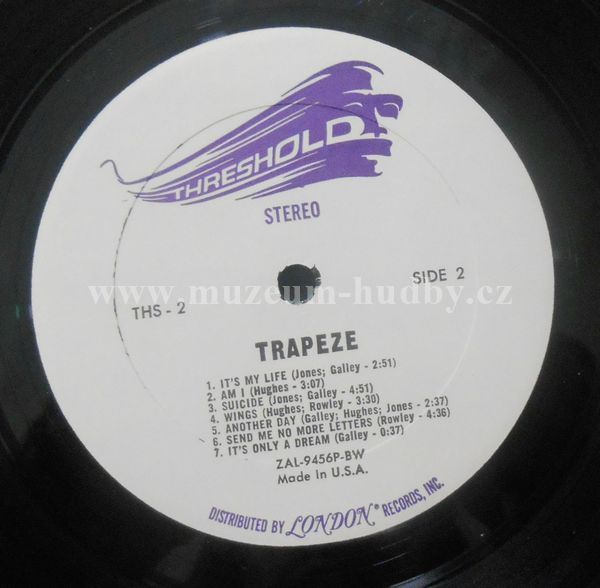 THRESHOLD
STEREO
THS - 2
SIDE 2
www.muzeum-hudby.cz
TRAPEZE
1. IT'S MY LIFE (Jones; Galley - 2:51)
2. AM I (Hughes - 3:07)
3. SUICIDE (Jones; Galley - 4:51)
4. WINGS (Hughes; Rowley - 3:30)
5. ANOTHER DAY (Galley; Hughes; Jones - 2:37)
6. SEND ME NO MORE LETTERS (Rowley - 4:36)
7. IT'S ONLY A DREAM (Galley - 0:37)
ZAL-9456P-BW
Made in U.S.A.
DISTRIBUTED BY LONDON® RECORDS, INC.